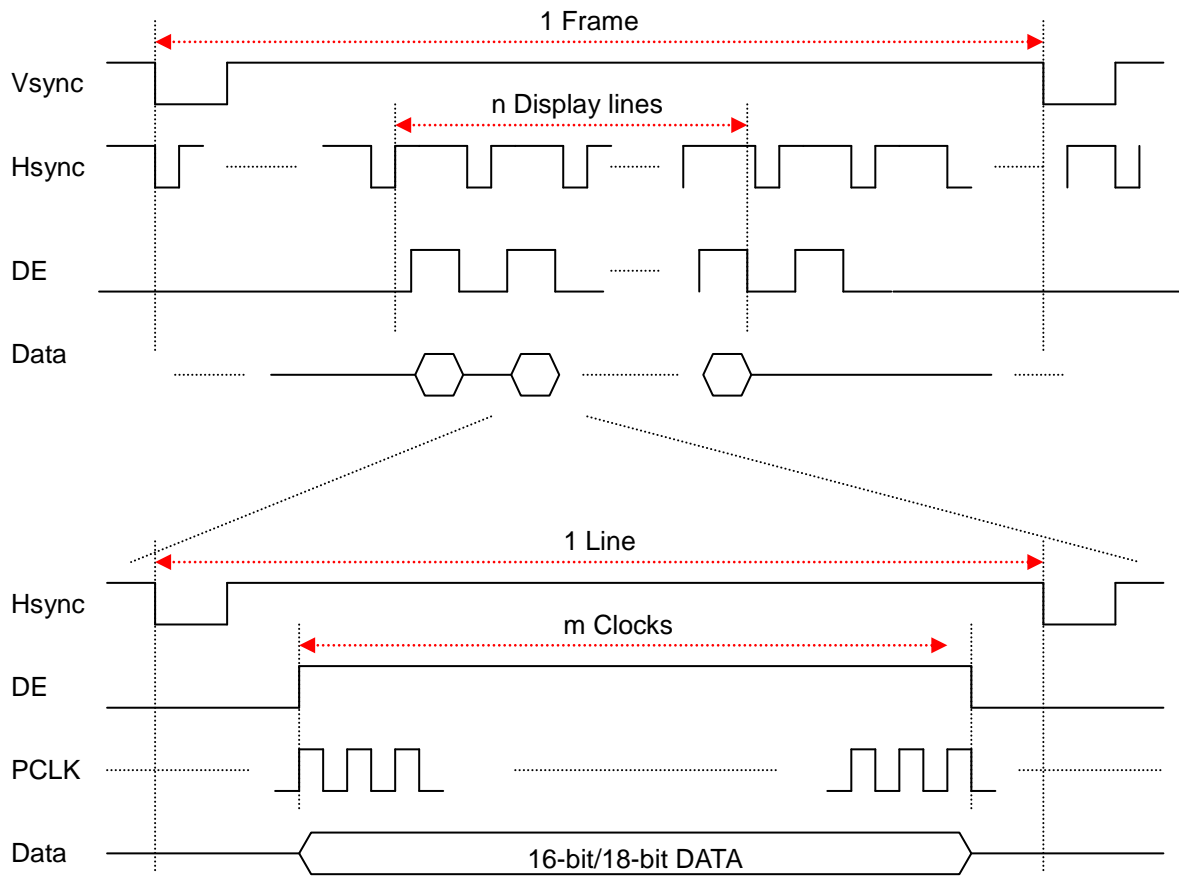 1 Frame
Vsync
n Display lines
Hsync
DE
Data
1 Line
Hsync
m Clocks
DE
PCLK
Data
16-bit/18-bit DATA